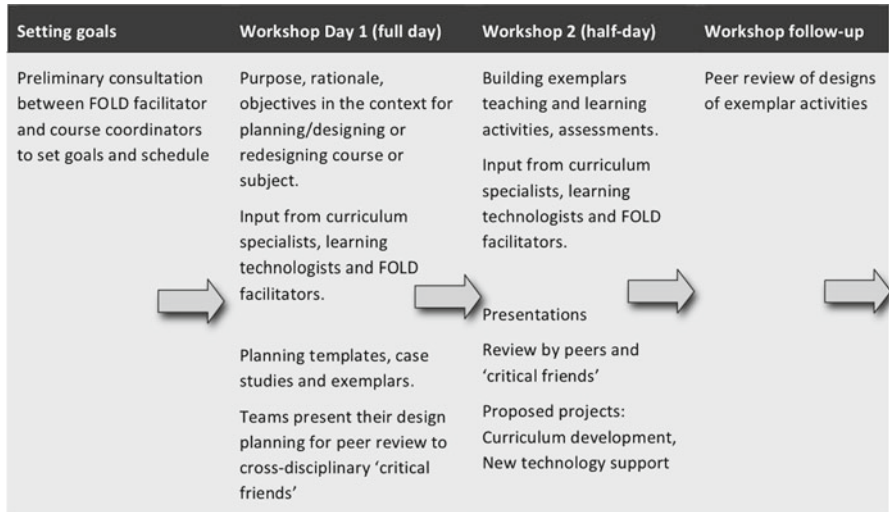 Setting goals
Preliminary consultation
between FOLD facilitator
and course coordinators
to set goals and schedule
Workshop Day 1 (full day)
Purpose, rationale,
objectives in the context for
planning/designing or
redesigning course or
subject.
Input from curriculum
specialists, learning
technologists and FOLD
facilitators.
Planning templates, case
studies and exemplars.
Teams present their design
planning for peer review to
cross-disciplinary ‘critical
friends’
Workshop 2 (half-day)
Building exemplars
teaching and learning
activities, assessments.
Input from curriculum
specialists, learning
technologists and FOLD
facilitators.
Presentations
Review by peers and
‘critical friends’
Proposed projects:
Curriculum development,
New technology support
Workshop follow-up
Peer review of designs
of exemplar activities